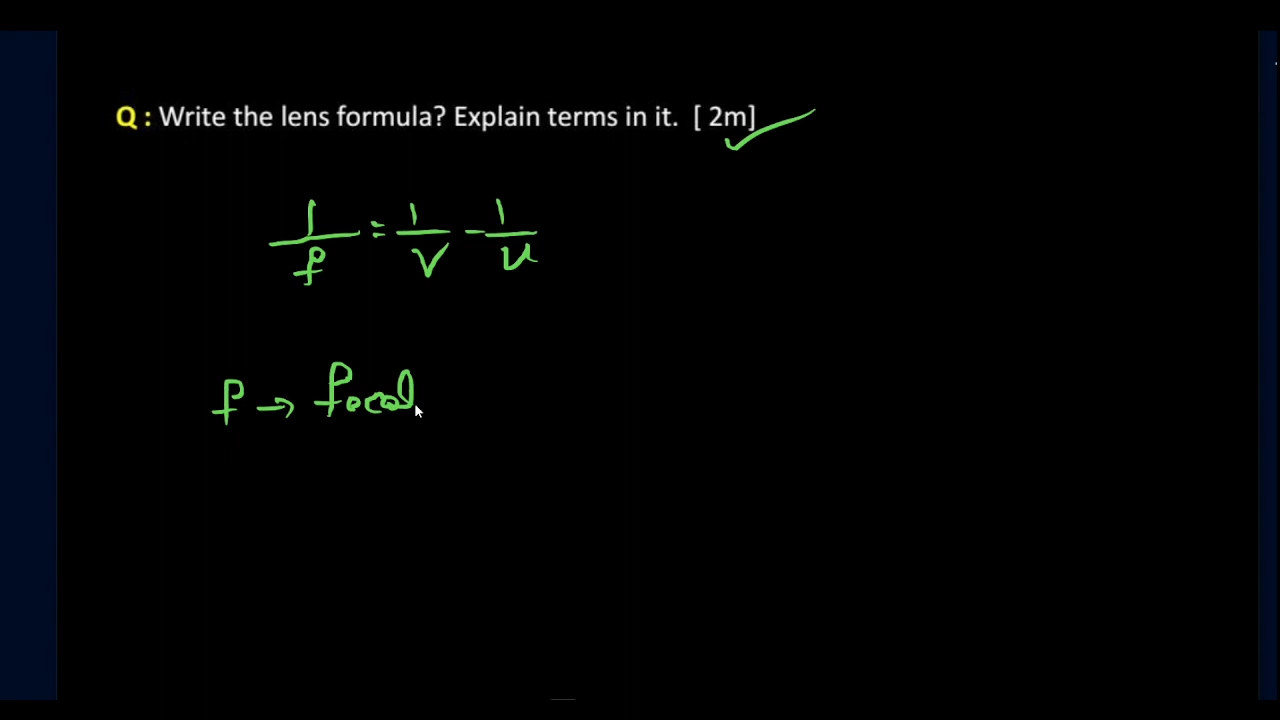 Q : Write the lens formula? Explain terms in it. [ 2m]
1/f = 1/v - 1/u
f → focal